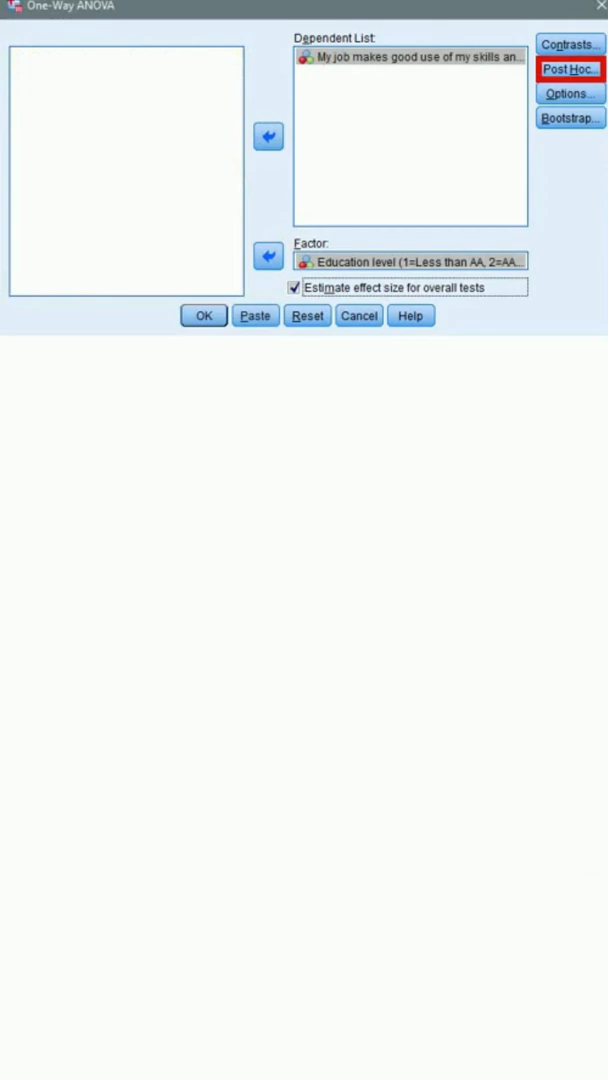 One-Way ANOVA
Dependent List:
My job makes good use of my skills an...
Contrasts...
Post Hoc...
Options...
Bootstrap...
Factor:
Education level (1=Less than AA, 2=AA...
Estimate effect size for overall tests
OK Paste Reset Cancel Help